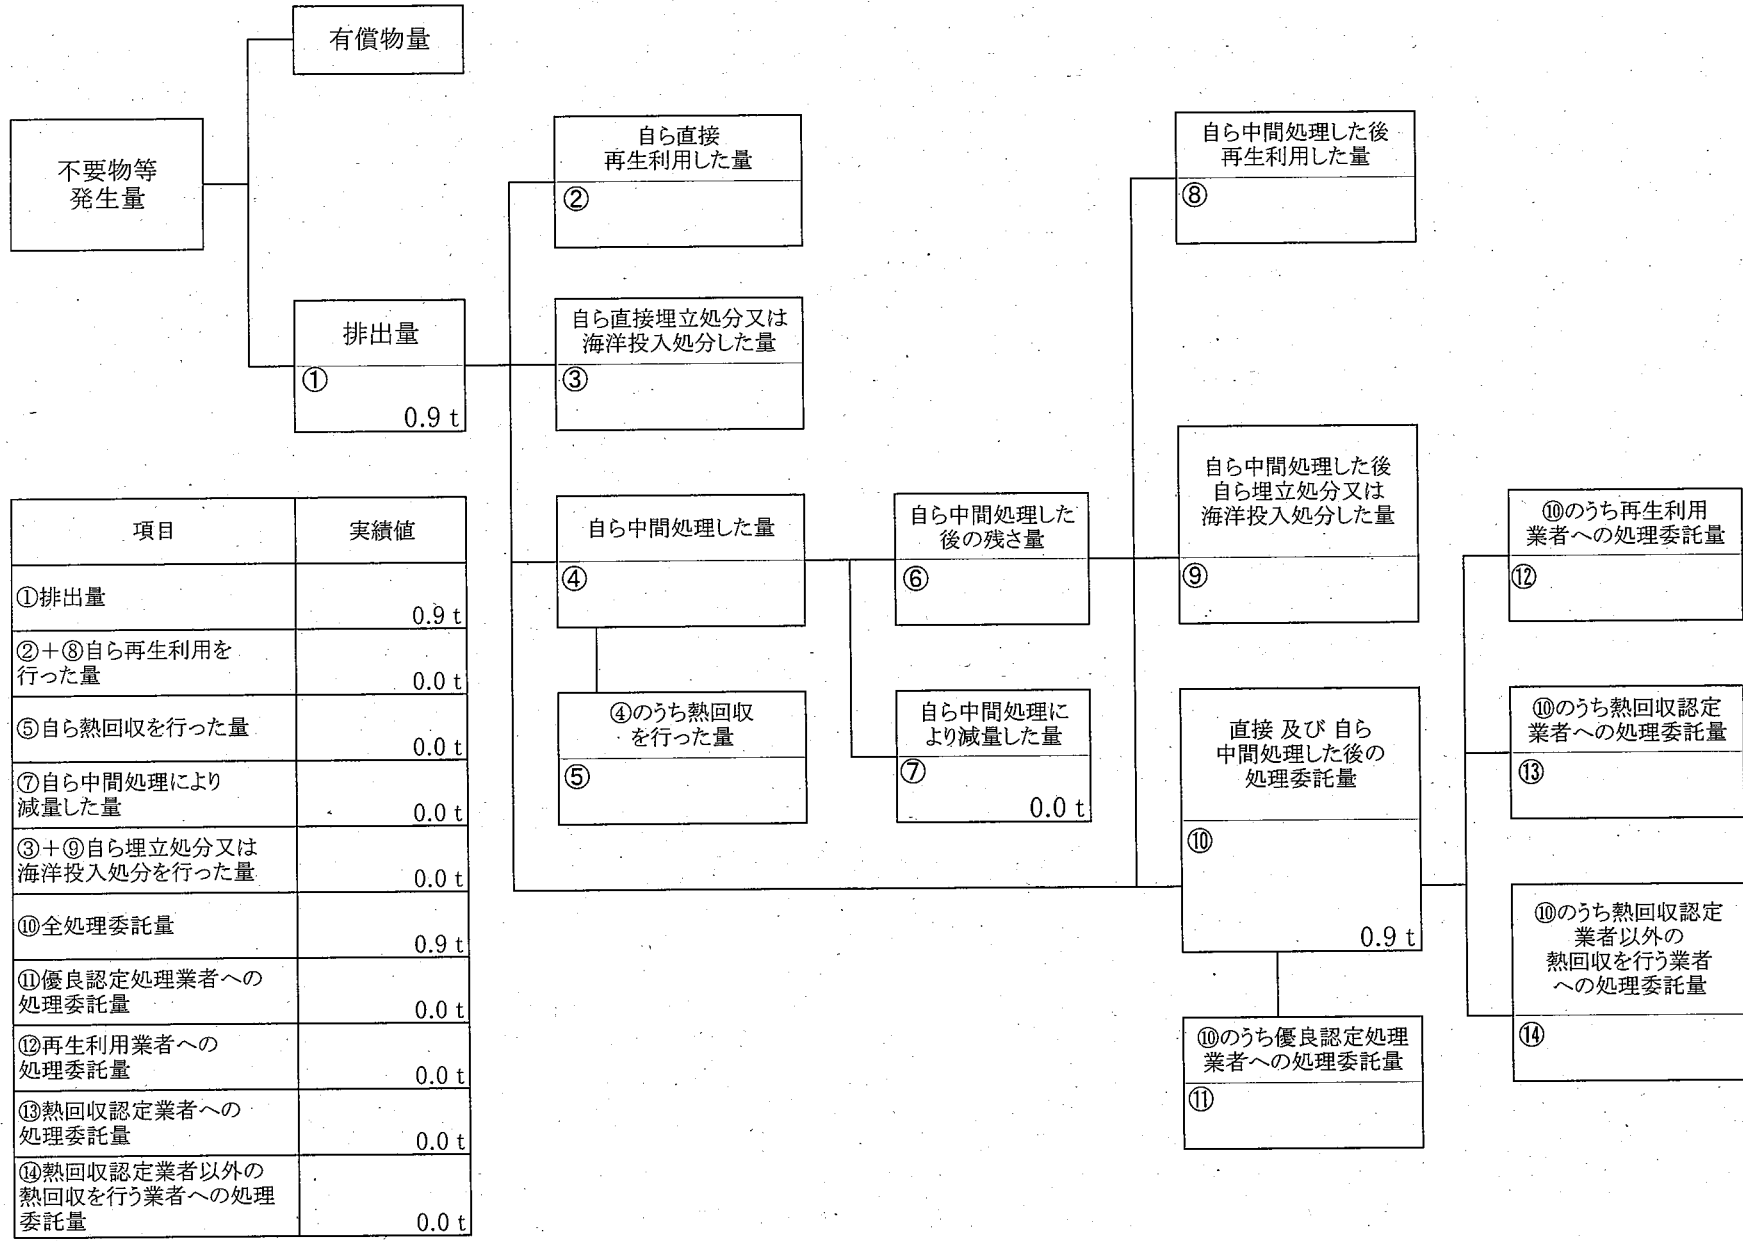 有償物量
不要物等
発生量
排出量
①
0.9 t
自ら直接
再生利用した量
②
自ら直接埋立処分又は
海洋投入処分した量
③
自ら中間処理した量
④
④のうち熱回収
を行った量
⑤
自ら中間処理した
後の残さ量
⑥
自ら中間処理に
より減量した量
⑦
0.0 t
自ら中間処理した後
再生利用した量
⑧
自ら中間処理した後
自ら埋立処分又は
海洋投入処分した量
⑨
直接 及び 自ら
中間処理した後の
処理委託量
⑩
0.9 t
⑩のうち優良認定処理
業者への処理委託量
⑪
⑩のうち再生利用
業者への処理委託量
⑫
⑩のうち熱回収認定
業者への処理委託量
⑬
⑩のうち熱回収認定
業者以外の
熱回収を行う業者
への処理委託量
⑭
項目 実績値
①排出量
0.9 t
②+⑧自ら再生利用を
行った量
0.0 t
⑤自ら熱回収を行った量
0.0 t
⑦自ら中間処理により
減量した量
0.0 t
③+⑨自ら埋立処分又は
海洋投入処分を行った量
0.0 t
⑩全処理委託量
0.9 t
⑪優良認定処理業者への
処理委託量
0.0 t
⑫再生利用業者への
処理委託量
0.0 t
⑬熱回収認定業者への
処理委託量
0.0 t
⑭熱回収認定業者以外の
熱回収を行う業者への処理
委託量
0.0 t